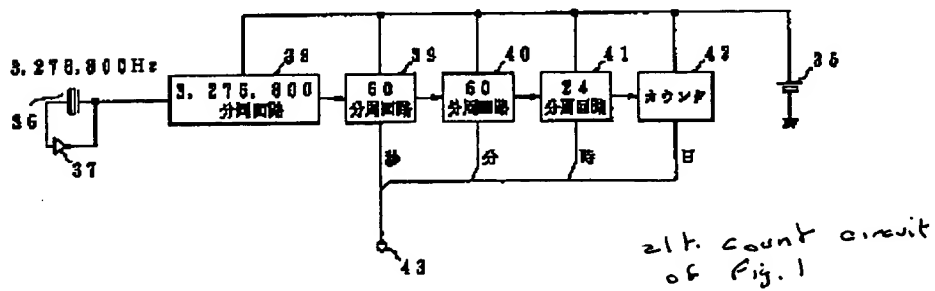 38 39 40 41 42
3.276.800Hz
35
3.276.800
分周回路
60
分周回路
60
分周回路
24
分周回路
カウンタ
36
37
秒 分 時 日
43
alt. count circuit
of Fig. 1